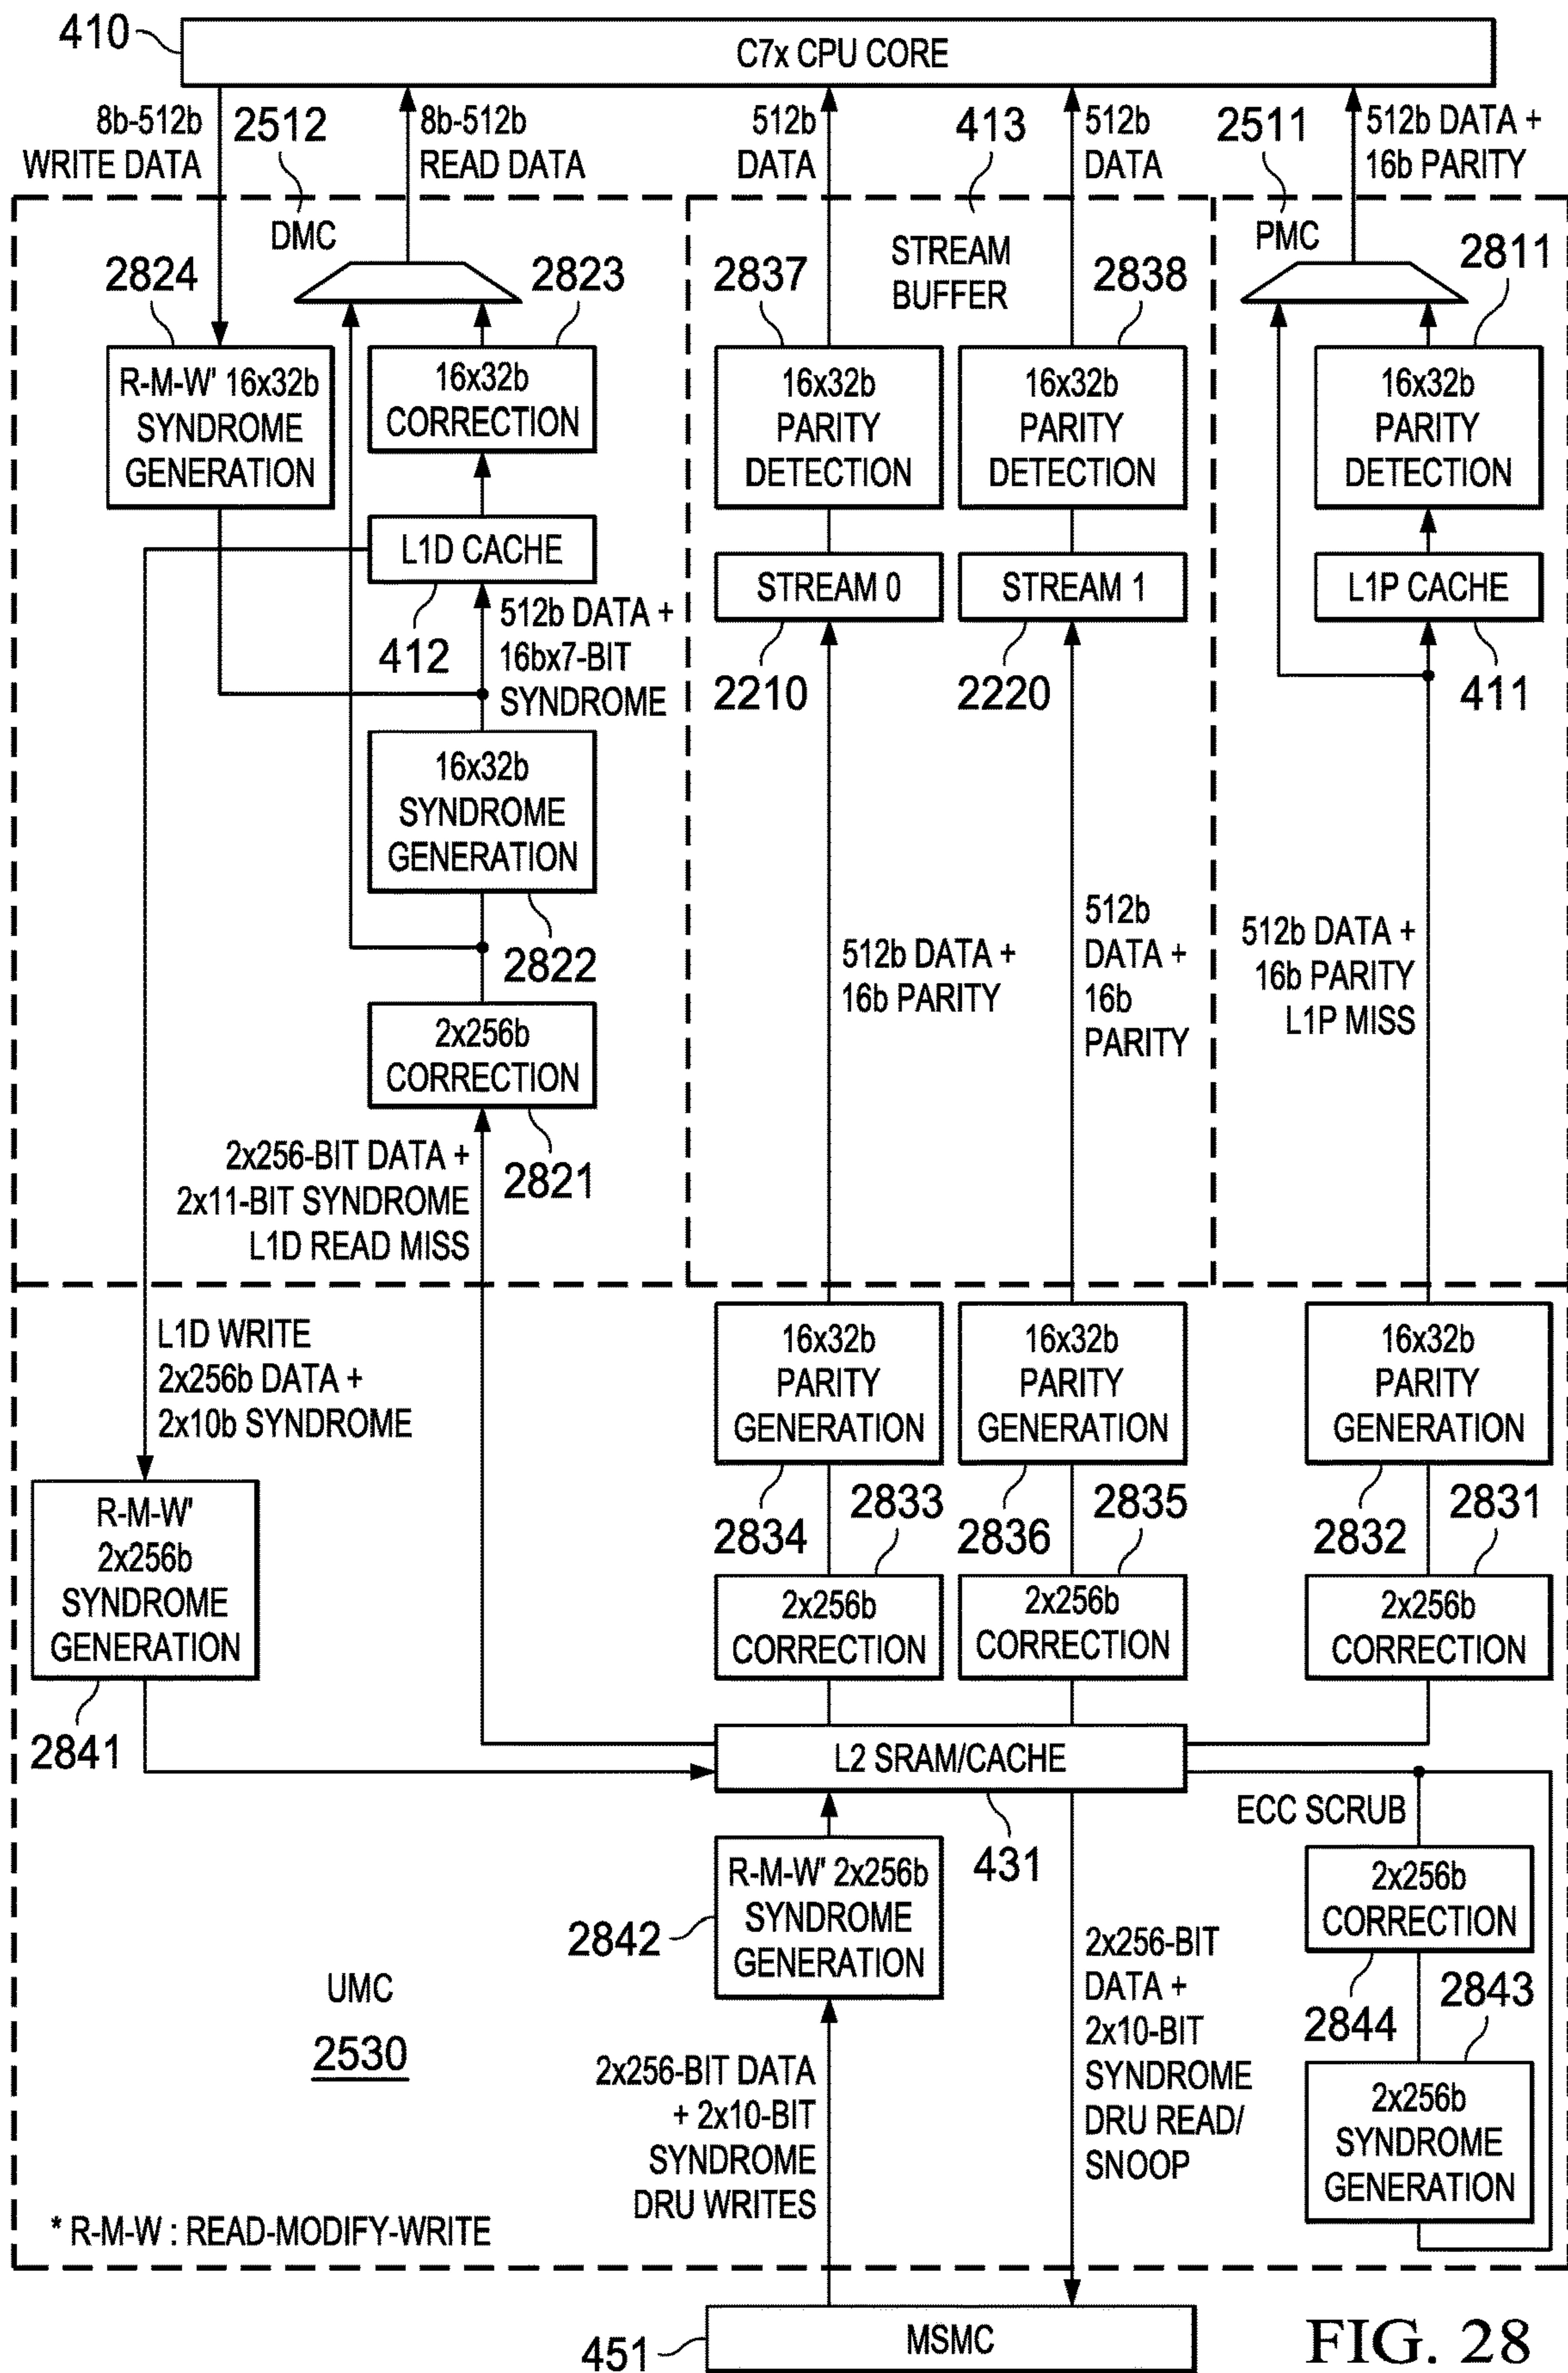 410
C7x CPU CORE
8b-512b
WRITE DATA
2512
8b-512b
READ DATA
512b
DATA
413
512b
DATA
2511
512b DATA +
16b PARITY
DMC
STREAM
BUFFER
PMC
2824
2823
2837
2838
2811
R-M-W' 16x32b
SYNDROME
GENERATION
16x32b
CORRECTION
16x32b
PARITY
DETECTION
16x32b
PARITY
DETECTION
16x32b
PARITY
DETECTION
L1D CACHE
STREAM 0
STREAM 1
L1P CACHE
412
512b DATA +
16bx7-BIT
SYNDROME
2210
2220
411
16x32b
SYNDROME
GENERATION
2822
512b DATA +
16b PARITY
512b
DATA +
16b
PARITY
512b DATA +
16b PARITY
L1P MISS
2x256b
CORRECTION
2821
2x256-BIT DATA +
2x11-BIT SYNDROME
L1D READ MISS
L1D WRITE
2x256b DATA +
2x10b SYNDROME
16x32b
PARITY
GENERATION
16x32b
PARITY
GENERATION
16x32b
PARITY
GENERATION
2834
2833
2836
2835
2832
2831
R-M-W'
2x256b
SYNDROME
GENERATION
2841
2x256b
CORRECTION
2x256b
CORRECTION
2x256b
CORRECTION
L2 SRAM/CACHE
431
ECC SCRUB
R-M-W' 2x256b
SYNDROME
GENERATION
2842
2x256b
CORRECTION
2844
2843
2x256b
SYNDROME
GENERATION
UMC
2530
2x256-BIT DATA
+ 2x10-BIT
SYNDROME
DRU WRITES
2x256-BIT
DATA +
2x10-BIT
SYNDROME
DRU READ/
SNOOP
* R-M-W : READ-MODIFY-WRITE
451
MSMC
FIG. 28